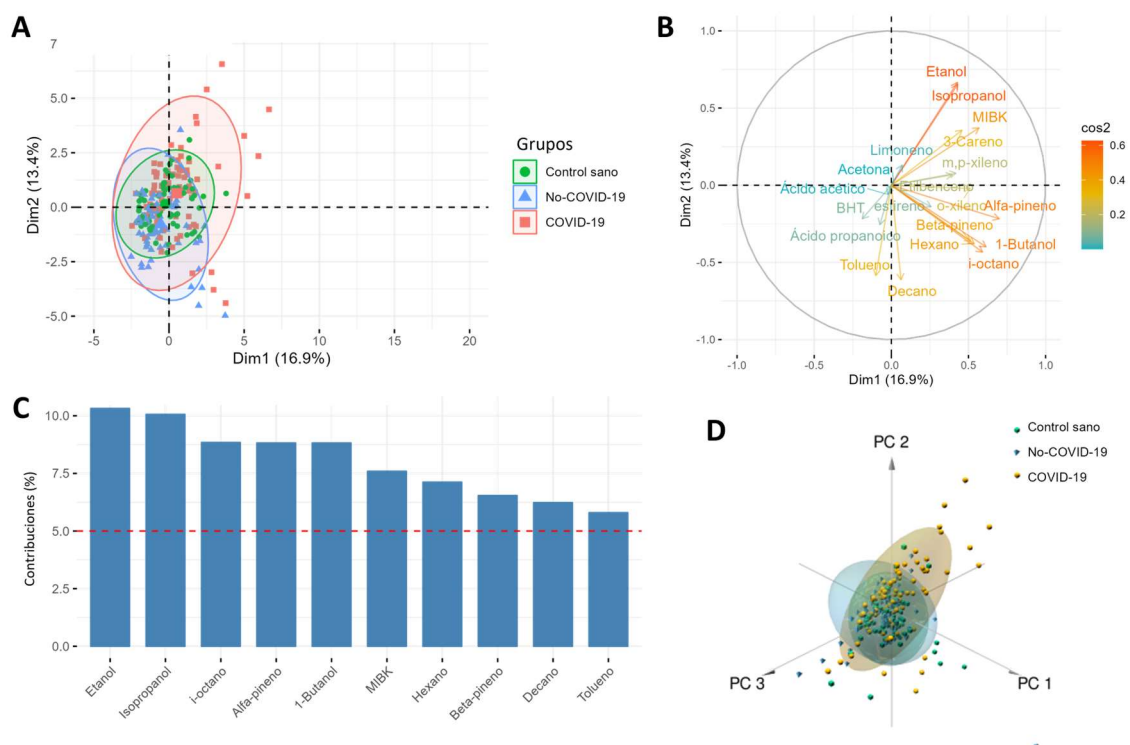 A
7
5.0
2.5
0.0
-2.5
-5.0
Dim2 (13.4%)
-5
0
5
10
15
20
Dim1 (16.9%)
Grupos
Control sano
No-COVID-19
COVID-19
B
1.0
0.5
0.0
-0.5
-1.0
Dim2 (13.4%)
Etanol
Isopropanol
MIBK
3-Careno
Limoneno
m,p-xileno
Acetona
Etilbenceno
Ácido acético
BHT
estireno
o-xileno
Alfa-pineno
Beta-pineno
Ácido propanoico
Hexano
1-Butanol
Tolueno
i-octano
Decano
-1.0
-0.5
0.0
0.5
1.0
Dim1 (16.9%)
cos2
0.6
0.4
0.2
C
10.0
7.5
5.0
2.5
0.0
Contribuciones (%)
Etanol
Isopropanol
i-octano
Alfa-pineno
1-Butanol
MIBK
Hexano
Beta-pineno
Decano
Tolueno
D
Control sano
No-COVID-19
COVID-19
PC 2
PC 3
PC 1